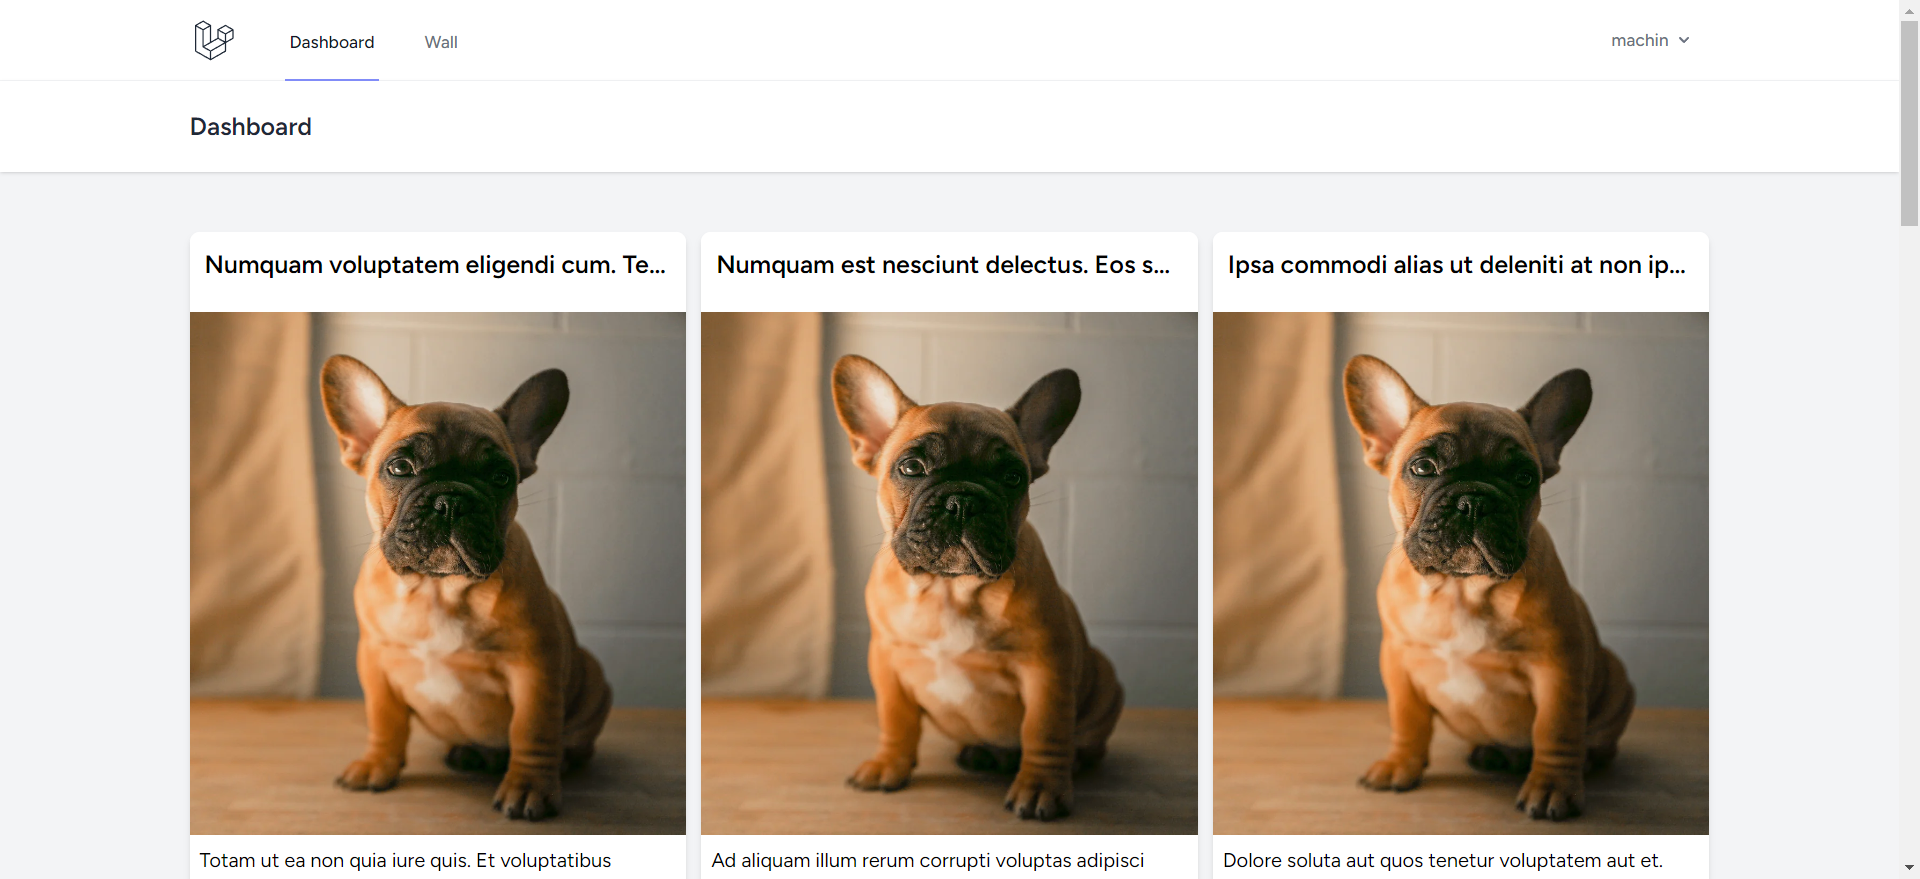 Dashboard
Wall
machin
Dashboard
Numquam voluptatem eligendi cum. Te...
Numquam est nesciunt delectus. Eos s...
Ipsa commodi alias ut deleniti at non ip...
Totam ut ea non quia iure quis. Et voluptatibus
Ad aliquam illum rerum corrupti voluptas adipisci
Dolore soluta aut quos tenetur voluptatem aut et.